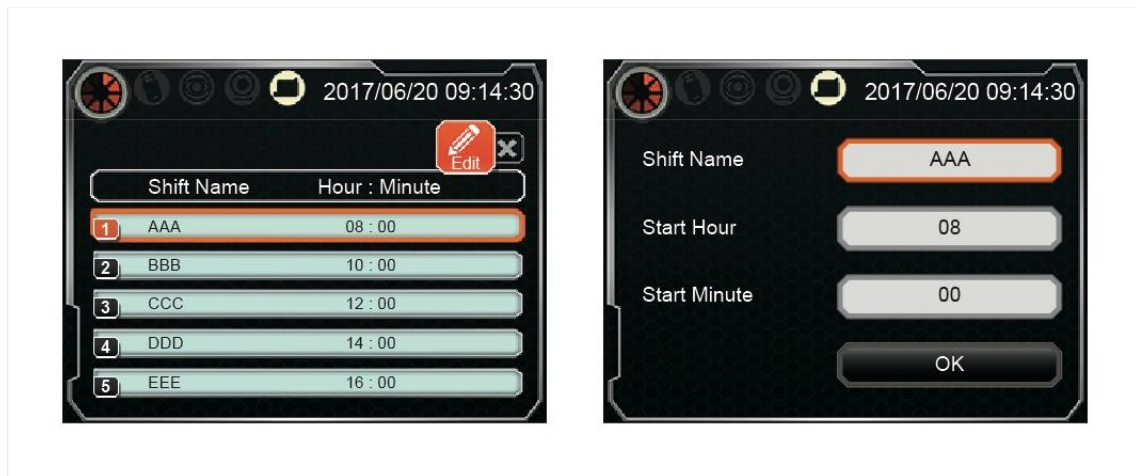 2017/06/20 09:14:30
Edit
Shift Name Hour : Minute
1 AAA 08 : 00
2 BBB 10 : 00
3 CCC 12 : 00
4 DDD 14 : 00
5 EEE 16 : 00
2017/06/20 09:14:30
Shift Name AAA
Start Hour 08
Start Minute 00
OK